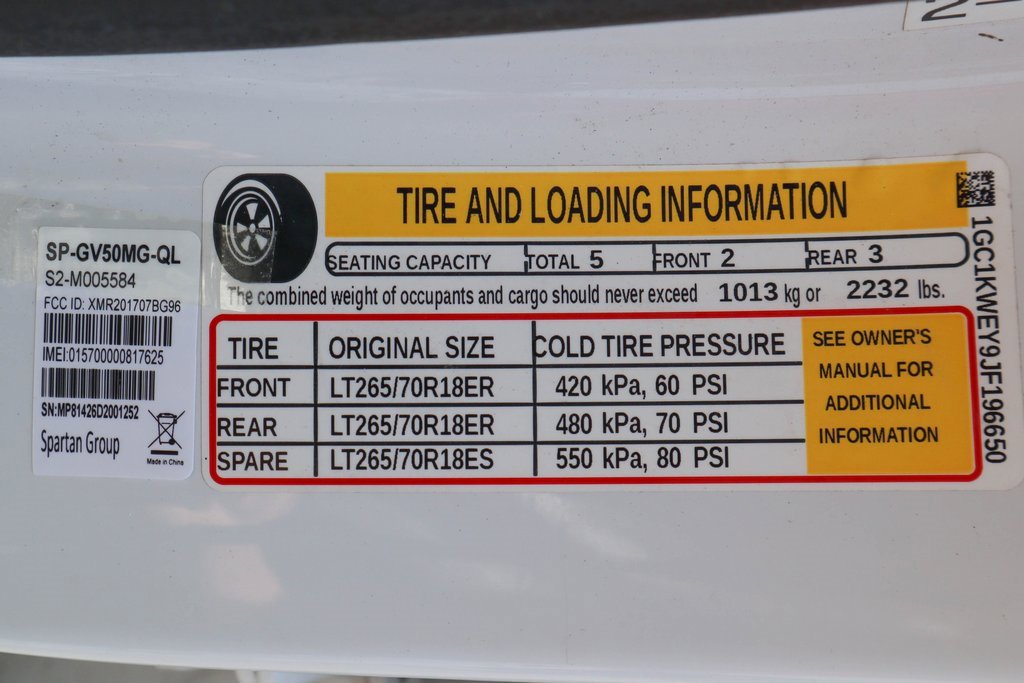 SP-GV50MG-QL
S2-M005584
FCC ID: XMR201707BG96
IMEI:015700000817625
SN:MP81426D2001252
Spartan Group
Made in China
TIRE AND LOADING INFORMATION
SEATING CAPACITY TOTAL 5 FRONT 2 REAR 3
The combined weight of occupants and cargo should never exceed 1013 kg or 2232 lbs.
TIRE ORIGINAL SIZE COLD TIRE PRESSURE
FRONT LT265/70R18ER 420 kPa, 60 PSI
REAR LT265/70R18ER 480 kPa, 70 PSI
SPARE LT265/70R18ES 550 kPa, 80 PSI
SEE OWNER'S
MANUAL FOR
ADDITIONAL
INFORMATION
1GC1KWEY9JF196650